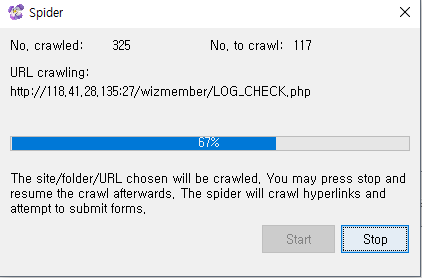 Spider
No. crawled: 325 No. to crawl: 117
URL crawling:
http://118.41.28.135:27/wizmember/LOG_CHECK.php
67%
The site/folder/URL chosen will be crawled. You may press stop and
resume the crawl afterwards. The spider will crawl hyperlinks and
attempt to submit forms.
Start Stop